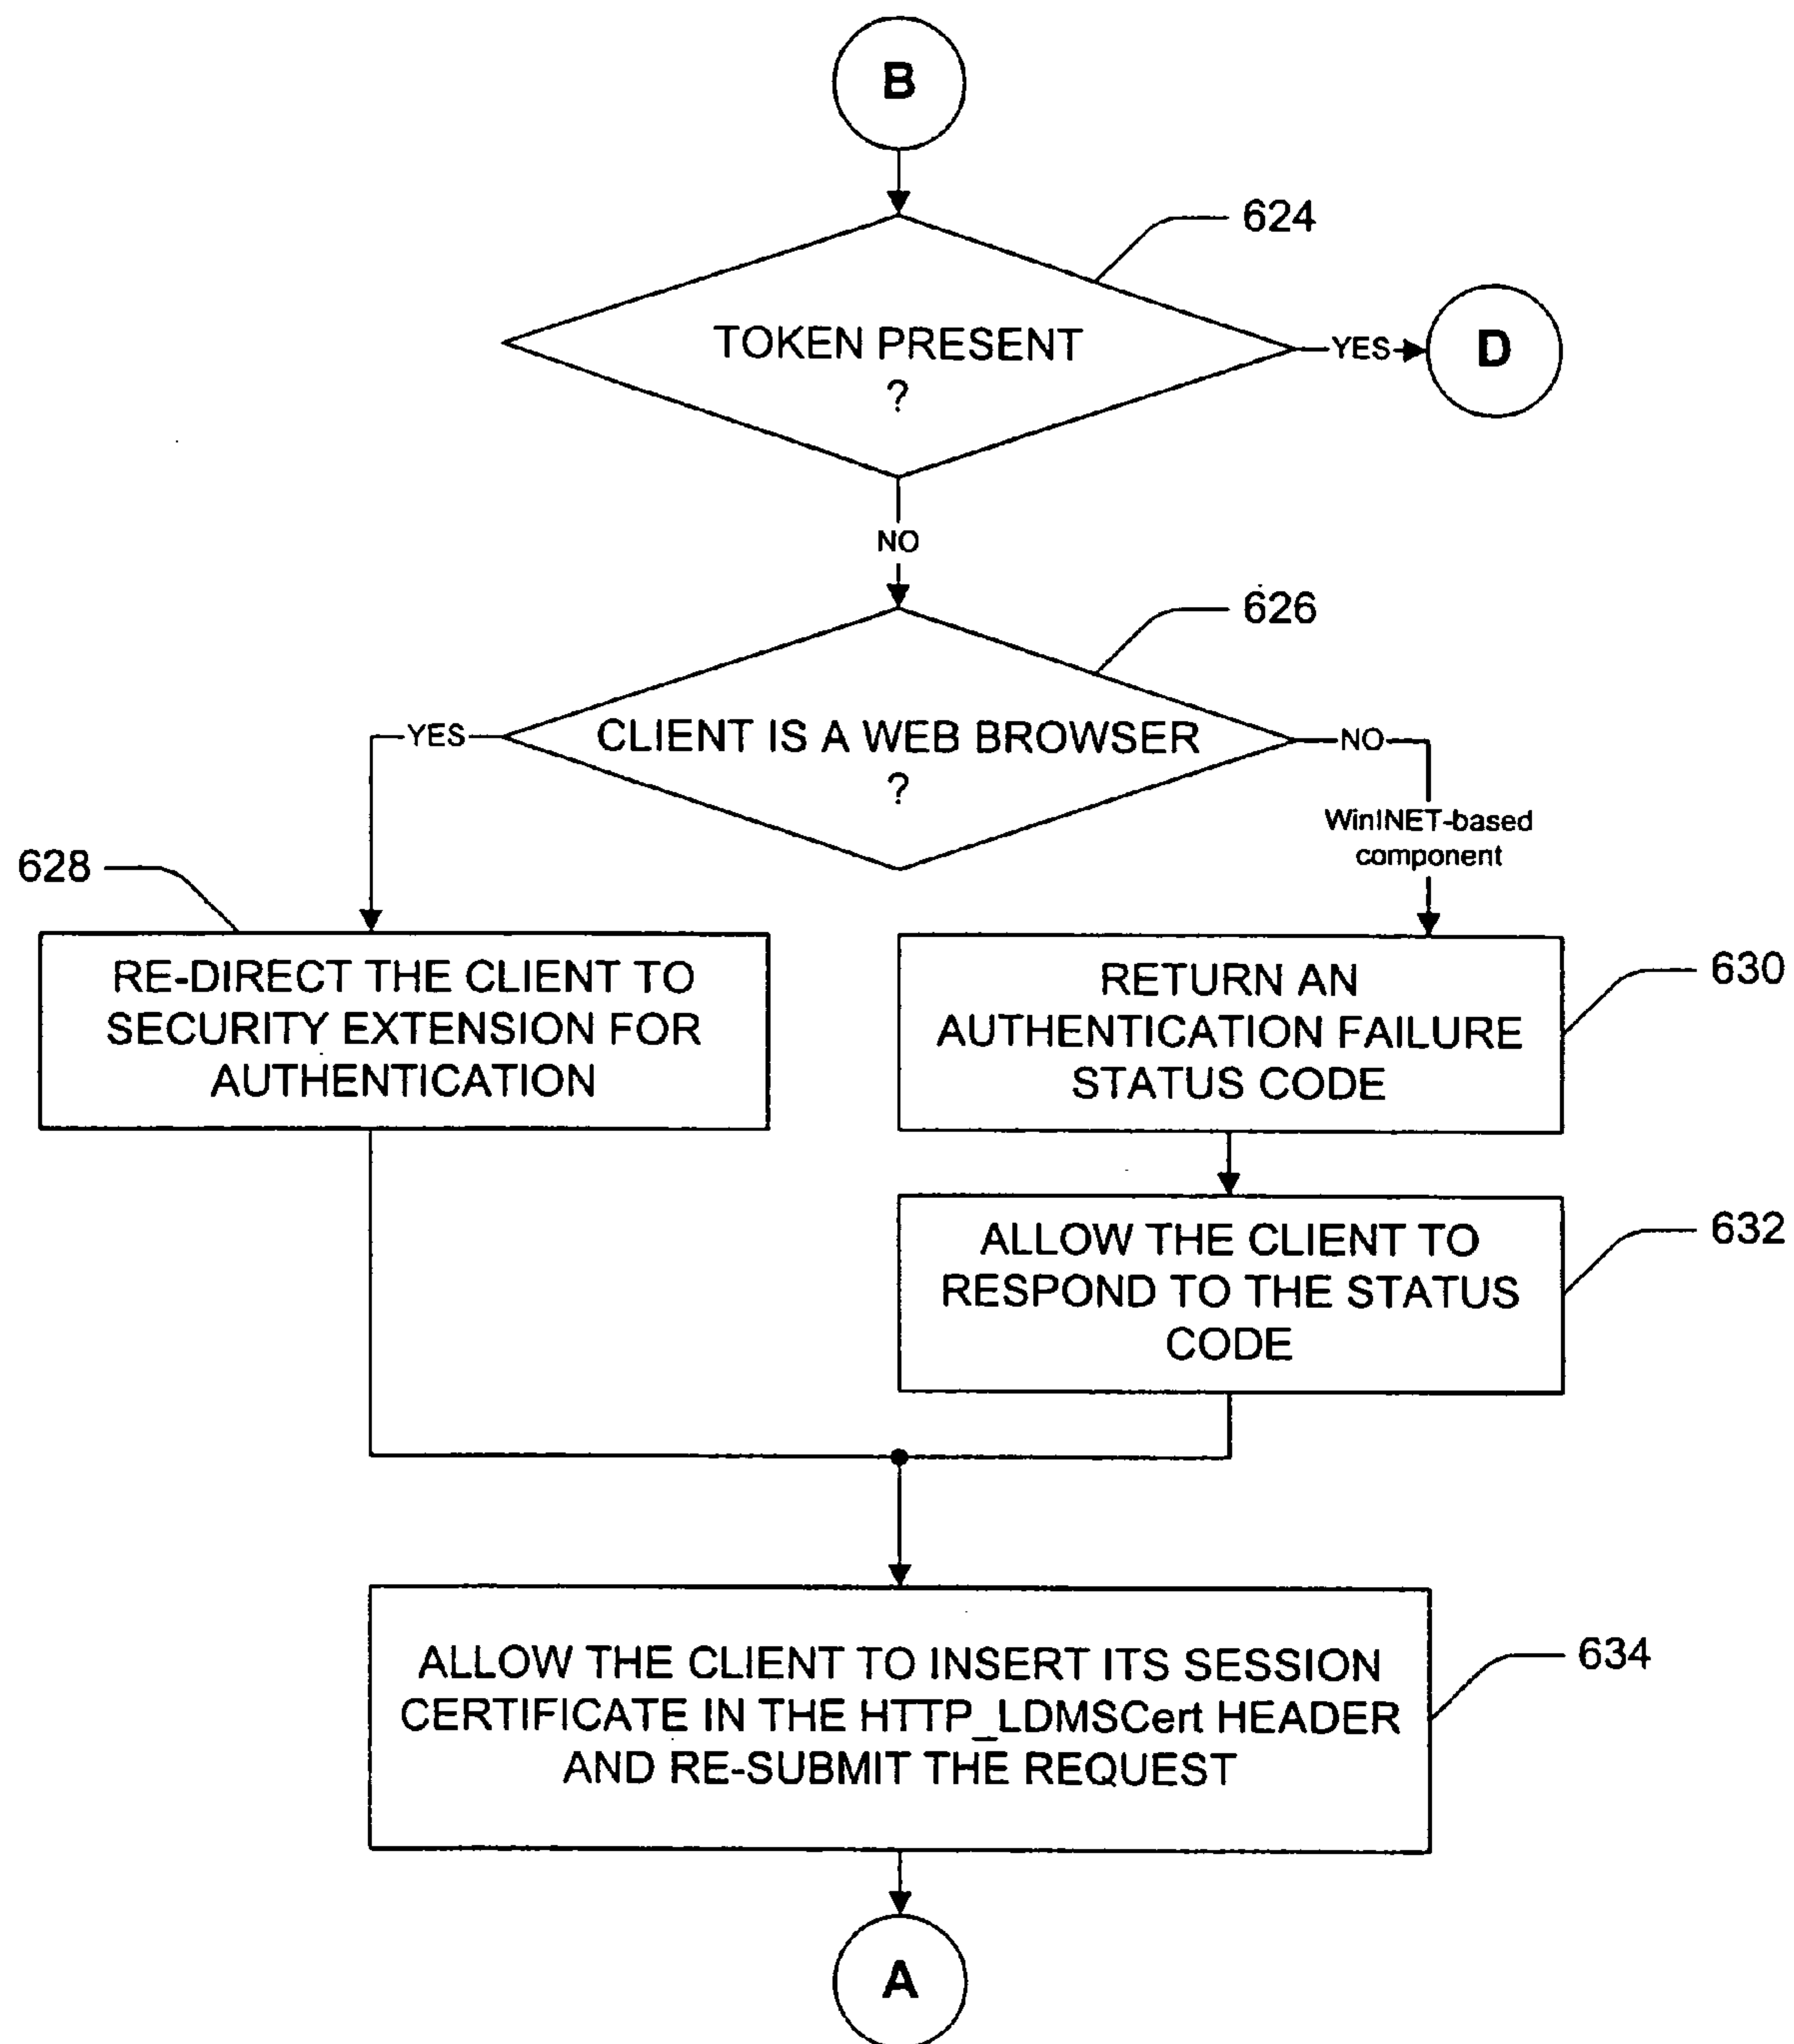 B
624
TOKEN PRESENT
?
YES
D
NO
626
CLIENT IS A WEB BROWSER
?
YES
NO
WinINET-based
component
628
RE-DIRECT THE CLIENT TO
SECURITY EXTENSION FOR
AUTHENTICATION
630
RETURN AN
AUTHENTICATION FAILURE
STATUS CODE
632
ALLOW THE CLIENT TO
RESPOND TO THE STATUS
CODE
634
ALLOW THE CLIENT TO INSERT ITS SESSION
CERTIFICATE IN THE HTTP_LDMSCert HEADER
AND RE-SUBMIT THE REQUEST
A